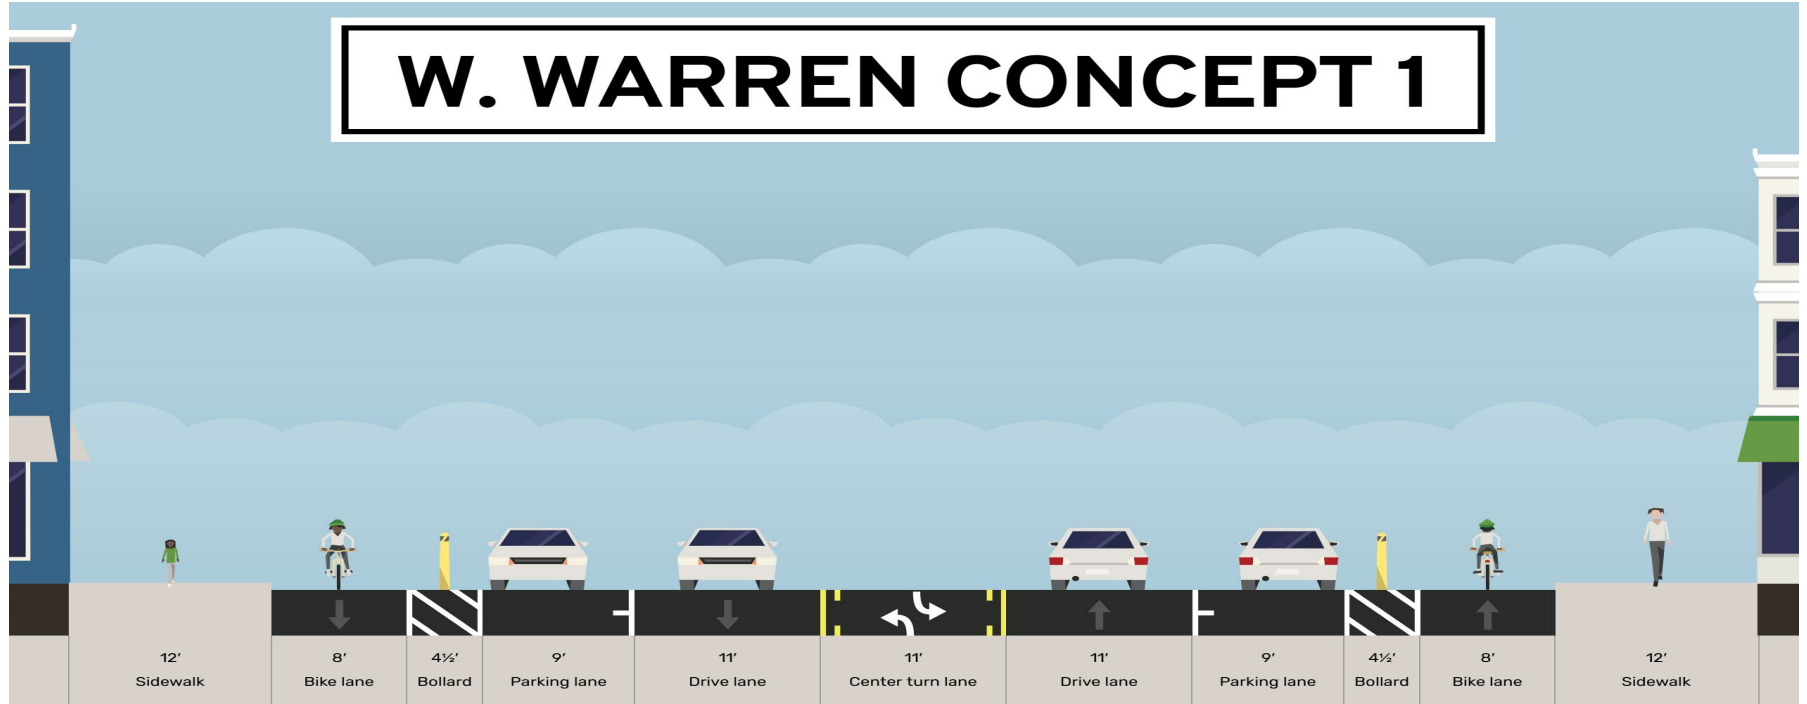 W. WARREN CONCEPT 1
12′ 8′ 4½′ 9′ 11′ 11′ 11′ 9′ 4½′ 8′ 12′
Sidewalk Bike lane Bollard Parking lane Drive lane Center turn lane Drive lane Parking lane Bollard Bike lane Sidewalk